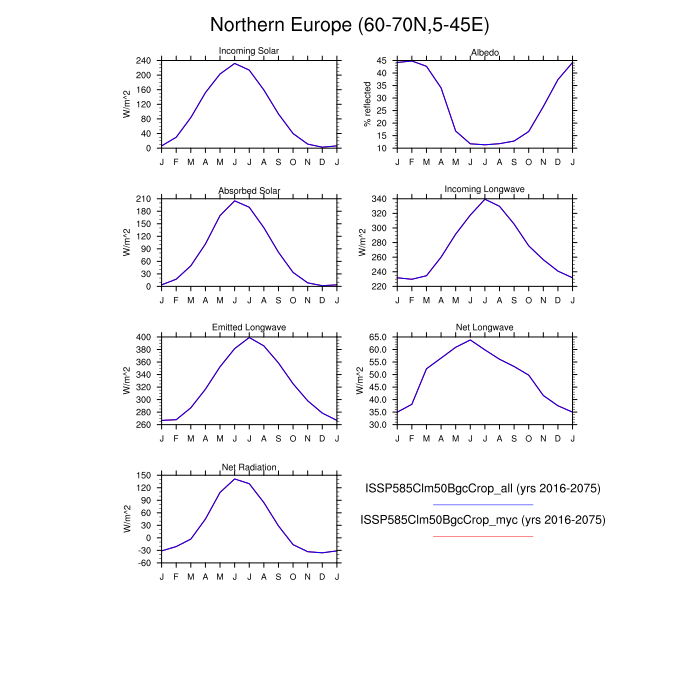 Northern Europe (60-70N,5-45E)
Incoming Solar
W/m^2
240
200
160
120
80
40
0
J F M A M J J A S O N D J
Albedo
% reflected
45
40
35
30
25
20
15
10
J F M A M J J A S O N D J
Absorbed Solar
W/m^2
210
180
150
120
90
60
30
0
J F M A M J J A S O N D J
Incoming Longwave
W/m^2
340
320
300
280
260
240
220
J F M A M J J A S O N D J
Emitted Longwave
W/m^2
400
380
360
340
320
300
280
260
J F M A M J J A S O N D J
Net Longwave
W/m^2
65.0
60.0
55.0
50.0
45.0
40.0
35.0
30.0
J F M A M J J A S O N D J
Net Radiation
W/m^2
150
120
90
60
30
0
-30
-60
J F M A M J J A S O N D J
ISSP585Clm50BgcCrop_all (yrs 2016-2075)
ISSP585Clm50BgcCrop_myc (yrs 2016-2075)